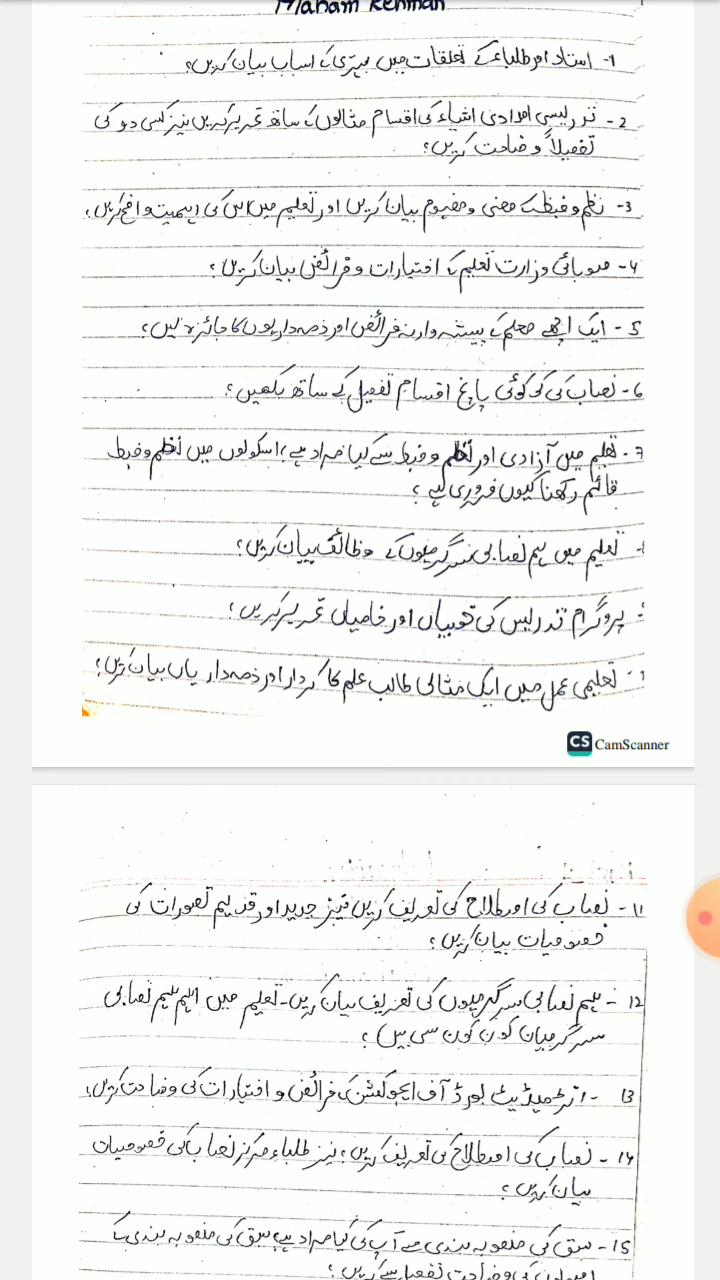 Maham Rehman
1- استاد اور طلباء کے تعلقات میں بہتری کے اسباب بیان کریں؟
2- تدریسی امدادی اشیاء کی اقسام مثالوں کے ساتھ تحریر کریں نیز کسی دو کی
تفصیلاً وضاحت کریں؟
3- نظم و ضبط کے معنی و مفہوم بیان کریں اور تعلیم میں اس کی اہمیت واضح کریں؟
4- صوبائی وزارت تعلیم کے اختیارات و فرائض بیان کریں؟
5- ایک اچھے معلم کے پیشہ وارانہ فرائض اور ذمہ داریوں کا جائزہ لیں؟
6- نصاب کی کوئی پانچ اقسام تفصیل کے ساتھ لکھیں؟
7- تعلیم میں آزادی اور نظم و ضبط سے کیا مراد ہے، اسکولوں میں نظم و ضبط
قائم رکھنا کیوں ضروری ہے؟
تعلیم میں ہم نصابی سرگرمیوں کے وظائف بیان کریں؟
پروگرام تدریس کی خوبیاں اور خامیاں تحریر کریں؟
تعلیمی عمل میں ایک مثالی طالب علم کا کردار اور ذمہ داریاں بیان کریں؟
CS CamScanner
11- نصاب کی اصطلاح کی تعریف کریں نیز جدید اور قدیم تصورات کی
خصوصیات بیان کریں؟
12- ہم نصابی سرگرمیوں کی تعریف بیان کریں- تعلیم میں اہم ہم نصابی
سرگرمیاں کون کون سی ہیں؟
13- انٹرمیڈیٹ بورڈ آف ایجوکشن کے فرائض و اختیارات کی وضاحت کریں؟
14- نصاب کی اصطلاح کی تعریف کریں؟ نیز طلباء مرکز نصاب کی خصوصیات
بیان کریں؟
15- سبق کی منصوبہ بندی سے آپ کی کیا مراد ہے، سبق کی منصوبہ بندی کے
کی وضاحت تفصیل سے کریں؟